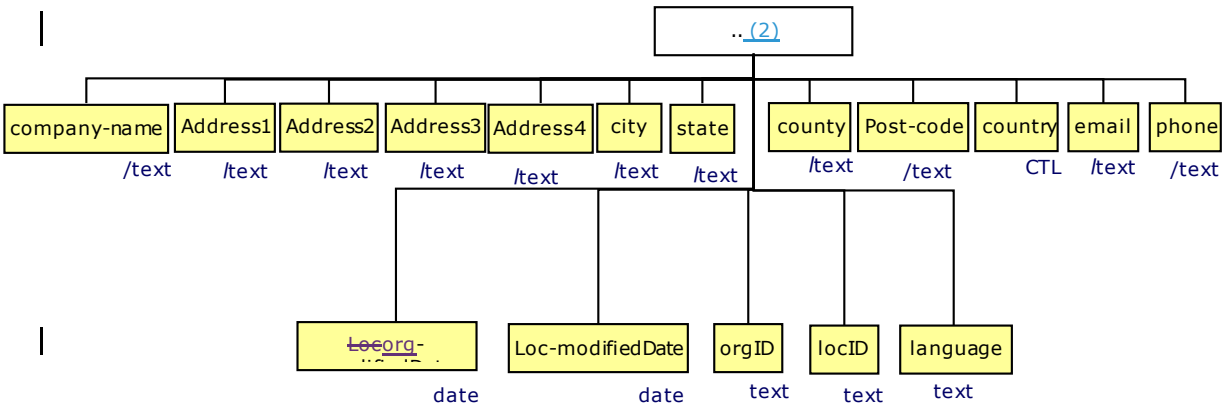 .. (2)
company-name
Address1
Address2
Address3
Address4
city
state
county
Post-code
country
email
phone
/text
/text
/text
/text
/text
/text
/text
/text
/text
CTL
/text
/text
Locorg-
Loc-modifiedDate
orgID
locID
language
date
date
text
text
text